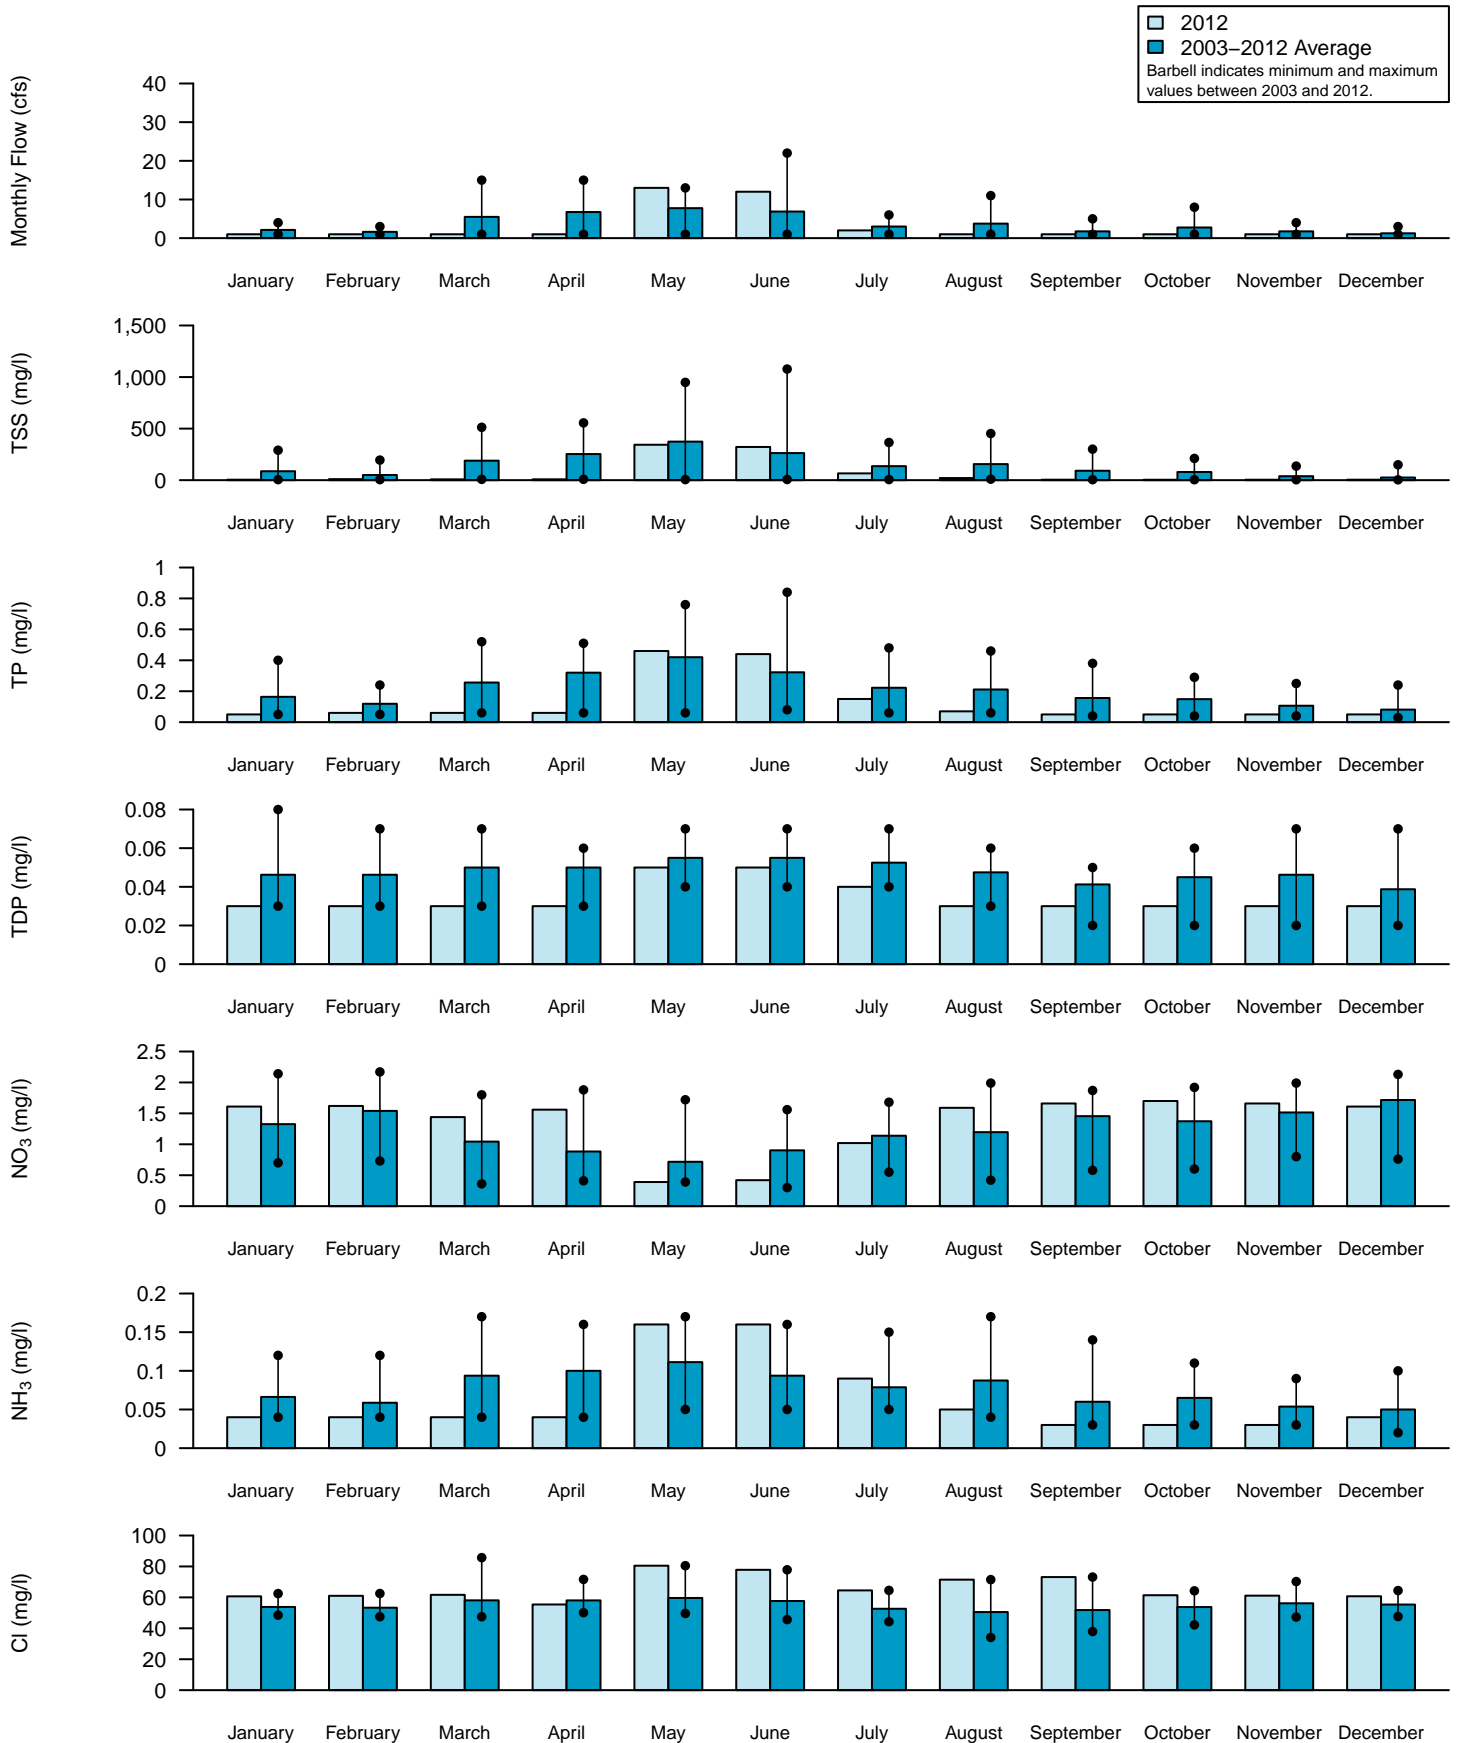 2012
2003–2012 Average
Barbell indicates minimum and maximum
values between 2003 and 2012.
Monthly Flow (cfs)
40
30
20
10
0
January February March April May June July August September October November December
TSS (mg/l)
1,500
1,000
500
0
January February March April May June July August September October November December
TP (mg/l)
1
0.8
0.6
0.4
0.2
0
January February March April May June July August September October November December
TDP (mg/l)
0.08
0.06
0.04
0.02
0
January February March April May June July August September October November December
NO3 (mg/l)
2.5
2
1.5
1
0.5
0
January February March April May June July August September October November December
NH3 (mg/l)
0.2
0.15
0.1
0.05
0
January February March April May June July August September October November December
Cl (mg/l)
100
80
60
40
20
0
January February March April May June July August September October November December